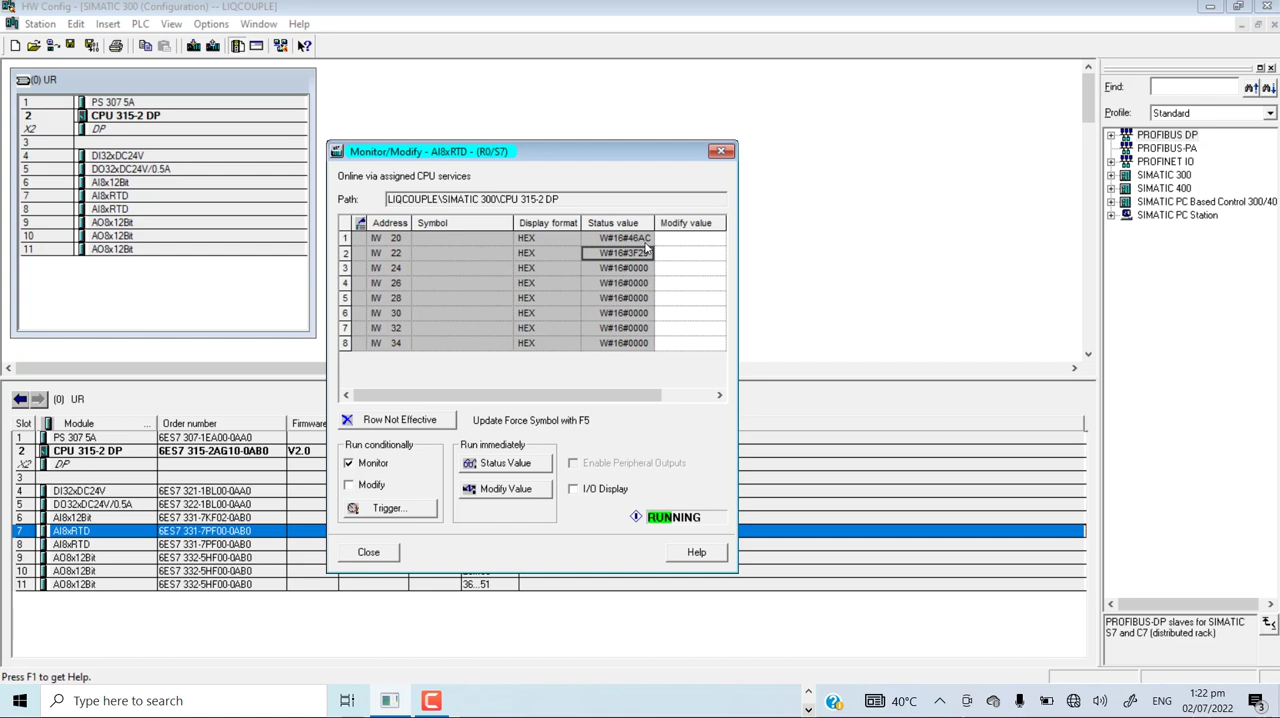 HW Config - [SIMATIC 300 (Configuration) -- LIQCOUPLE]
Station Edit Insert PLC View Options Window Help
(0) UR
1 PS 307 5A
2 CPU 315-2 DP
X2 DP
3
4 DI32xDC24V
5 DO32xDC24V/0.5A
6 AI8x12Bit
7 AI8xRTD
8 AI8xRTD
9 AO8x12Bit
10 AO8x12Bit
11 AO8x12Bit
Monitor/Modify - AI8xRTD - (R0/S7)
Online via assigned CPU services
Path: LIQCOUPLE\SIMATIC 300\CPU 315-2 DP
Address Symbol Display format Status value Modify value
1 IW 20 HEX W#16#46AC
2 IW 22 HEX
3 IW 24 HEX W#16#0000
4 IW 26 HEX W#16#0000
5 IW 28 HEX W#16#0000
6 IW 30 HEX W#16#0000
7 IW 32 HEX W#16#0000
8 IW 34 HEX W#16#0000
Row Not Effective Update Force Symbol with F5
Run conditionally Run immediately
Monitor Status Value Enable Peripheral Outputs
Modify Modify Value I/O Display
Trigger... RUNNING
Close Help
Find:
Profile: Standard
PROFIBUS DP
PROFIBUS-PA
PROFINET IO
SIMATIC 300
SIMATIC 400
SIMATIC PC Based Control 300/40
SIMATIC PC Station
PROFIBUS-DP slaves for SIMATIC
S7 and C7 (distributed rack)
(0) UR
Slot Module ... Order number Firmware
1 PS 307 5A 6ES7 307-1EA00-0AA0
2 CPU 315-2 DP 6ES7 315-2AG10-0AB0 V2.0
X2 DP
3
4 DI32xDC24V 6ES7 321-1BL00-0AA0
5 DO32xDC24V/0.5A 6ES7 322-1BL00-0AA0
6 AI8x12Bit 6ES7 331-7KF02-0AB0
7 AI8xRTD 6ES7 331-7PF00-0AB0
8 AI8xRTD 6ES7 331-7PF00-0AB0
9 AO8x12Bit 6ES7 332-5HF00-0AB0
10 AO8x12Bit 6ES7 332-5HF00-0AB0
11 AO8x12Bit 6ES7 332-5HF00-0AB0 36...51
Press F1 to get Help.
Type here to search
40°C ENG 1:22 pm
02/07/2022
3